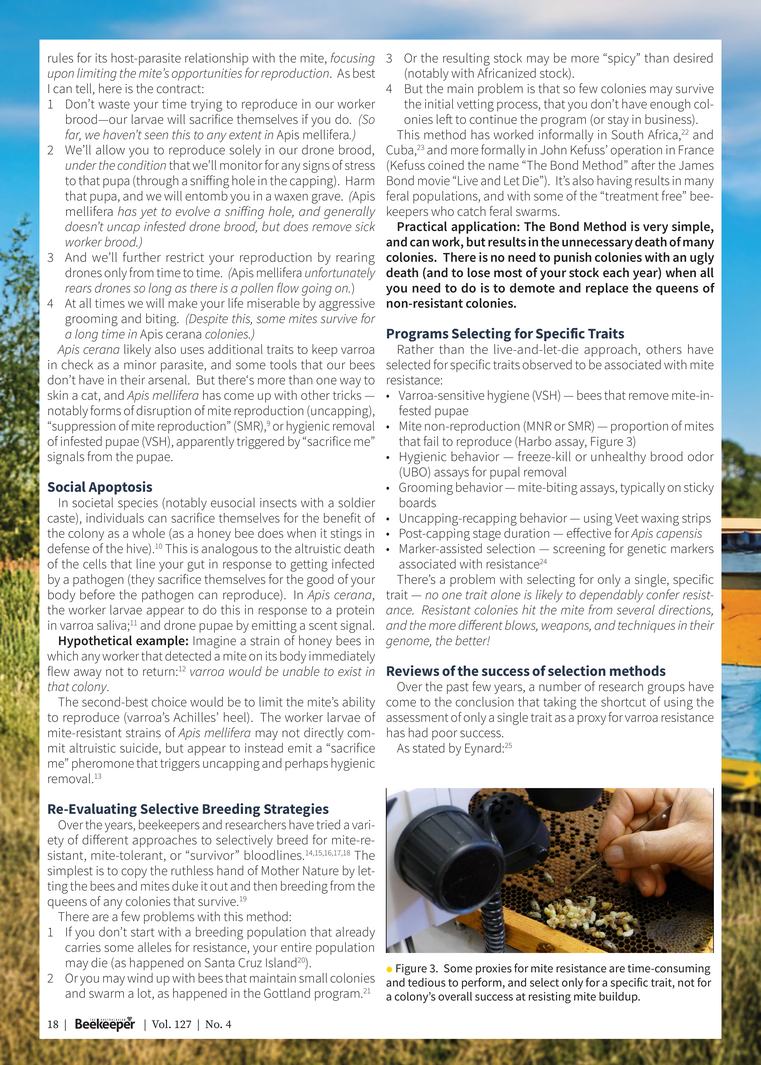 rules for its host-parasite relationship with the mite, focusing
upon limiting the mite's opportunities for reproduction. As best
I can tell, here is the contract:
1 Don't waste your time trying to reproduce in our worker
brood—our larvae will sacrifice themselves if you do. (So
far, we haven't seen this to any extent in Apis mellifera.)
2 We'll allow you to reproduce solely in our drone brood,
under the condition that we'll monitor for any signs of stress
to that pupa (through a sniffing hole in the capping). Harm
that pupa, and we will entomb you in a waxen grave. (Apis
mellifera has yet to evolve a sniffing hole, and generally
doesn't uncap infested drone brood, but does remove sick
worker brood.)
3 And we'll further restrict your reproduction by rearing
drones only from time to time. (Apis mellifera unfortunately
rears drones so long as there is a pollen flow going on.)
4 At all times we will make your life miserable by aggressive
grooming and biting. (Despite this, some mites survive for
a long time in Apis cerana colonies.)
Apis cerana likely also uses additional traits to keep varroa
in check as a minor parasite, and some tools that our bees
don't have in their arsenal. But there's more than one way to
skin a cat, and Apis mellifera has come up with other tricks —
notably forms of disruption of mite reproduction (uncapping),
"suppression of mite reproduction" (SMR),9 or hygienic removal
of infested pupae (VSH), apparently triggered by "sacrifice me"
signals from the pupae.
Social Apoptosis
In societal species (notably eusocial insects with a soldier
caste), individuals can sacrifice themselves for the benefit of
the colony as a whole (as a honey bee does when it stings in
defense of the hive).10 This is analogous to the altruistic death
of the cells that line your gut in response to getting infected
by a pathogen (they sacrifice themselves for the good of your
body before the pathogen can reproduce). In Apis cerana,
the worker larvae appear to do this in response to a protein
in varroa saliva;11 and drone pupae by emitting a scent signal.
Hypothetical example: Imagine a strain of honey bees in
which any worker that detected a mite on its body immediately
flew away not to return:12 varroa would be unable to exist in
that colony.
The second-best choice would be to limit the mite's ability
to reproduce (varroa's Achilles' heel). The worker larvae of
mite-resistant strains of Apis mellifera may not directly com-
mit altruistic suicide, but appear to instead emit a "sacrifice
me" pheromone that triggers uncapping and perhaps hygienic
removal.13
Re-Evaluating Selective Breeding Strategies
Over the years, beekeepers and researchers have tried a vari-
ety of different approaches to selectively breed for mite-re-
sistant, mite-tolerant, or "survivor" bloodlines.14,15,16,17,18 The
simplest is to copy the ruthless hand of Mother Nature by let-
ting the bees and mites duke it out and then breeding from the
queens of any colonies that survive.19
There are a few problems with this method:
1 If you don't start with a breeding population that already
carries some alleles for resistance, your entire population
may die (as happened on Santa Cruz Island20).
2 Or you may wind up with bees that maintain small colonies
and swarm a lot, as happened in the Gottland program.21
3 Or the resulting stock may be more "spicy" than desired
(notably with Africanized stock).
4 But the main problem is that so few colonies may survive
the initial vetting process, that you don't have enough col-
onies left to continue the program (or stay in business).
This method has worked informally in South Africa,22 and
Cuba,23 and more formally in John Kefuss' operation in France
(Kefuss coined the name "The Bond Method" after the James
Bond movie "Live and Let Die"). It's also having results in many
feral populations, and with some of the "treatment free" bee-
keepers who catch feral swarms.
Practical application: The Bond Method is very simple,
and can work, but results in the unnecessary death of many
colonies. There is no need to punish colonies with an ugly
death (and to lose most of your stock each year) when all
you need to do is to demote and replace the queens of
non-resistant colonies.
Programs Selecting for Specific Traits
Rather than the live-and-let-die approach, others have
selected for specific traits observed to be associated with mite
resistance:
• Varroa-sensitive hygiene (VSH) — bees that remove mite-in-
fested pupae
• Mite non-reproduction (MNR or SMR) — proportion of mites
that fail to reproduce (Harbo assay, Figure 3)
• Hygienic behavior — freeze-kill or unhealthy brood odor
(UBO) assays for pupal removal
• Grooming behavior — mite-biting assays, typically on sticky
boards
• Uncapping-recapping behavior — using Veet waxing strips
• Post-capping stage duration — effective for Apis capensis
• Marker-assisted selection — screening for genetic markers
associated with resistance24
There's a problem with selecting for only a single, specific
trait — no one trait alone is likely to dependably confer resist-
ance. Resistant colonies hit the mite from several directions,
and the more different blows, weapons, and techniques in their
genome, the better!
Reviews of the success of selection methods
Over the past few years, a number of research groups have
come to the conclusion that taking the shortcut of using the
assessment of only a single trait as a proxy for varroa resistance
has had poor success.
As stated by Eynard:25
• Figure 3. Some proxies for mite resistance are time-consuming
and tedious to perform, and select only for a specific trait, not for
a colony's overall success at resisting mite buildup.
18 | Beekeeper | Vol. 127 | No. 4